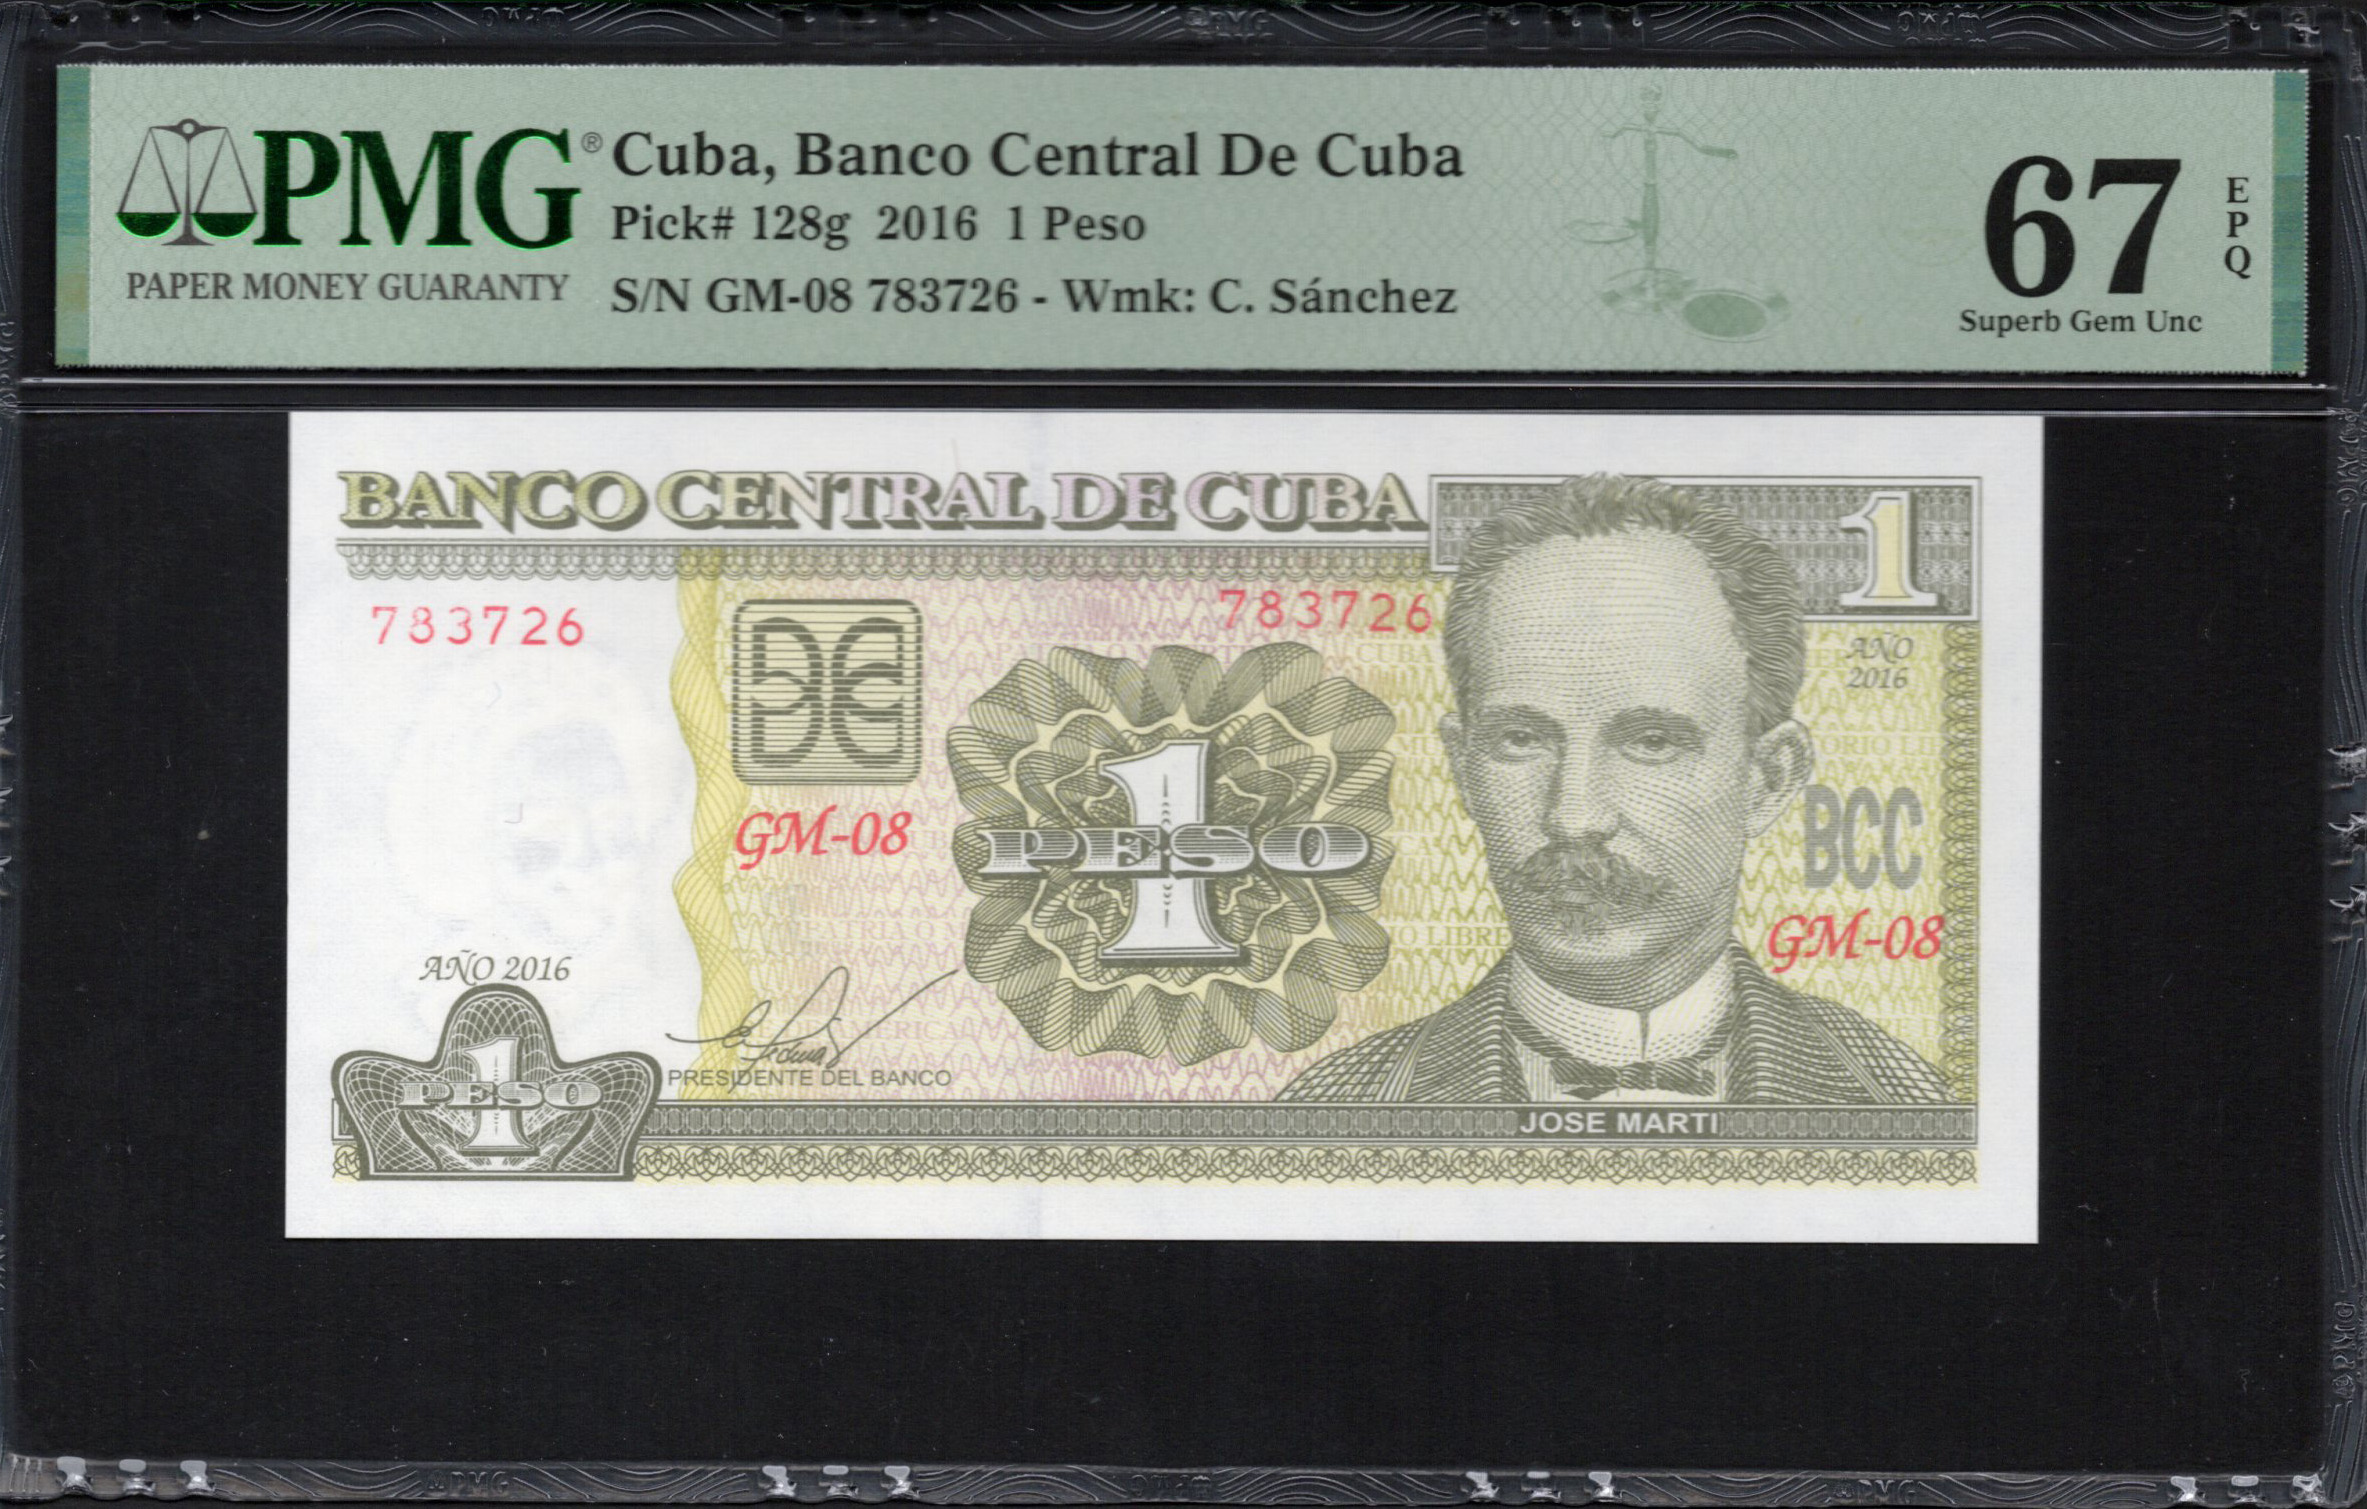 PMG®
PAPER MONEY GUARANTY
Cuba, Banco Central De Cuba
Pick# 128g 2016 1 Peso
S/N GM-08 783726 - Wmk: C. Sánchez
67
EPQ
Superb Gem Unc
BANCO CENTRAL DE CUBA
1
783726
783726
AÑO
2016
1
PESO
BCC
GM-08
GM-08
AÑO 2016
PRESIDENTE DEL BANCO
1
PESO
JOSE MARTI